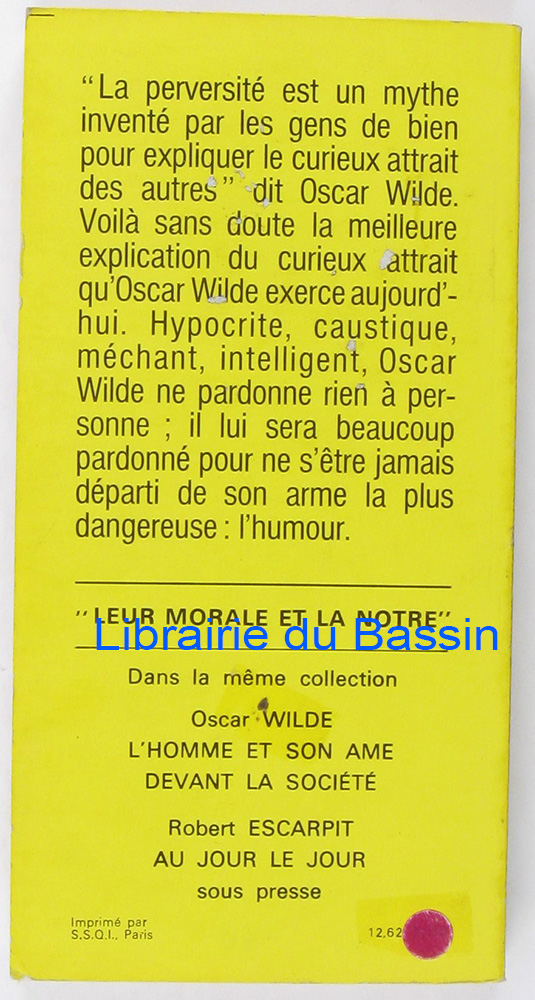 “La perversité est un mythe
inventé par les gens de bien
pour expliquer le curieux attrait
des autres” dit Oscar Wilde.
Voilà sans doute la meilleure
explication du curieux attrait
qu'Oscar Wilde exerce aujourd'-
hui. Hypocrite, caustique,
méchant, intelligent, Oscar
Wilde ne pardonne rien à per-
sonne ; il lui sera beaucoup
pardonné pour ne s'être jamais
départi de son arme la plus
dangereuse : l'humour.
"LEUR MORALE ET LA NOTRE"
Librairie du Bassin
Dans la même collection
Oscar WILDE
L'HOMME ET SON AME
DEVANT LA SOCIÉTÉ
Robert ESCARPIT
AU JOUR LE JOUR
sous presse
Imprimé par
S.S.Q.I., Paris
12,62